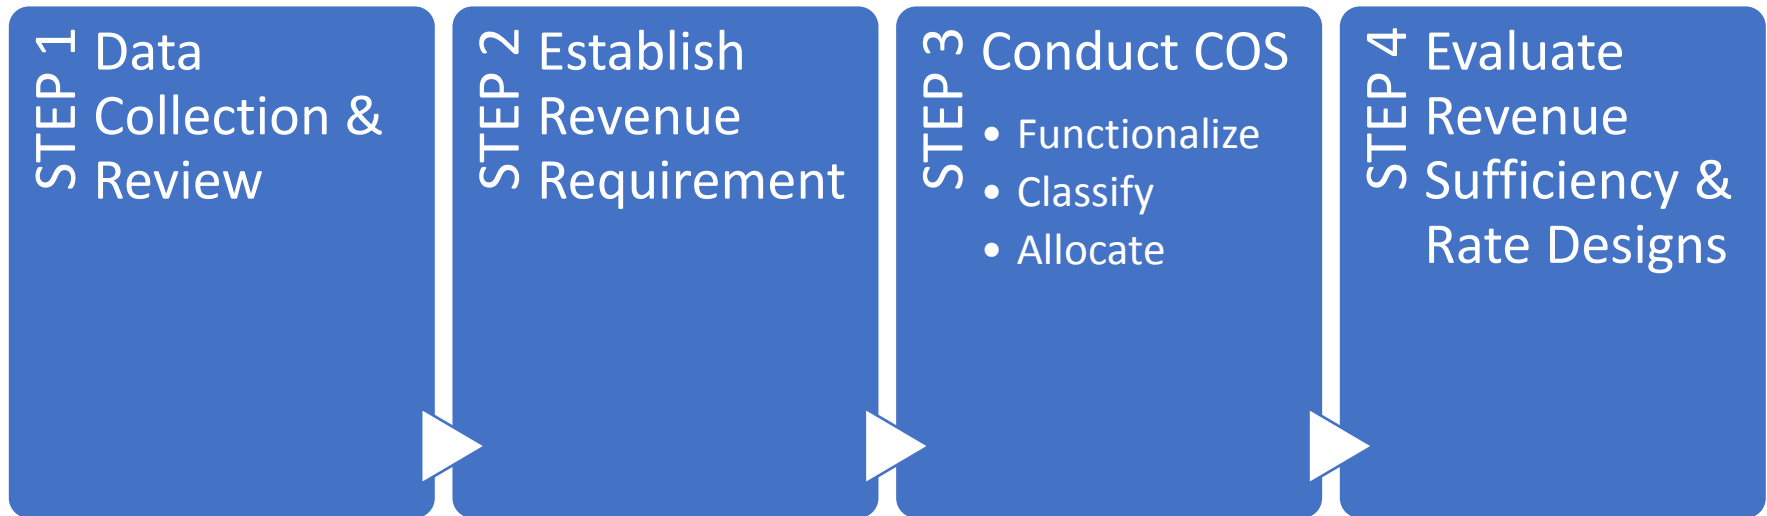 STEP 1
Data
Collection &
Review
STEP 2
Establish
Revenue
Requirement
STEP 3
Conduct COS
• Functionalize
• Classify
• Allocate
STEP 4
Evaluate
Revenue
Sufficiency &
Rate Designs